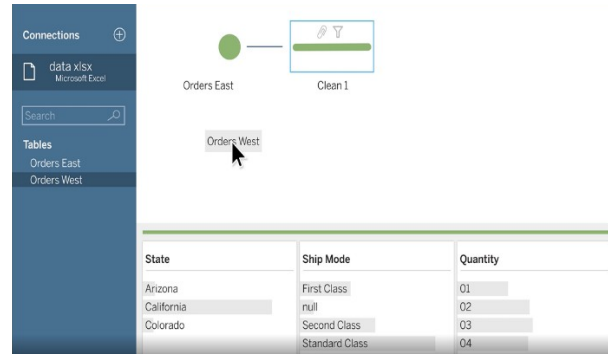 Connections
data xlsx
Microsoft Excel
Search
Tables
Orders East
Orders West
Orders East
Clean 1
Orders West
State
Arizona
California
Colorado
Ship Mode
First Class
null
Second Class
Standard Class
Quantity
01
02
03
04